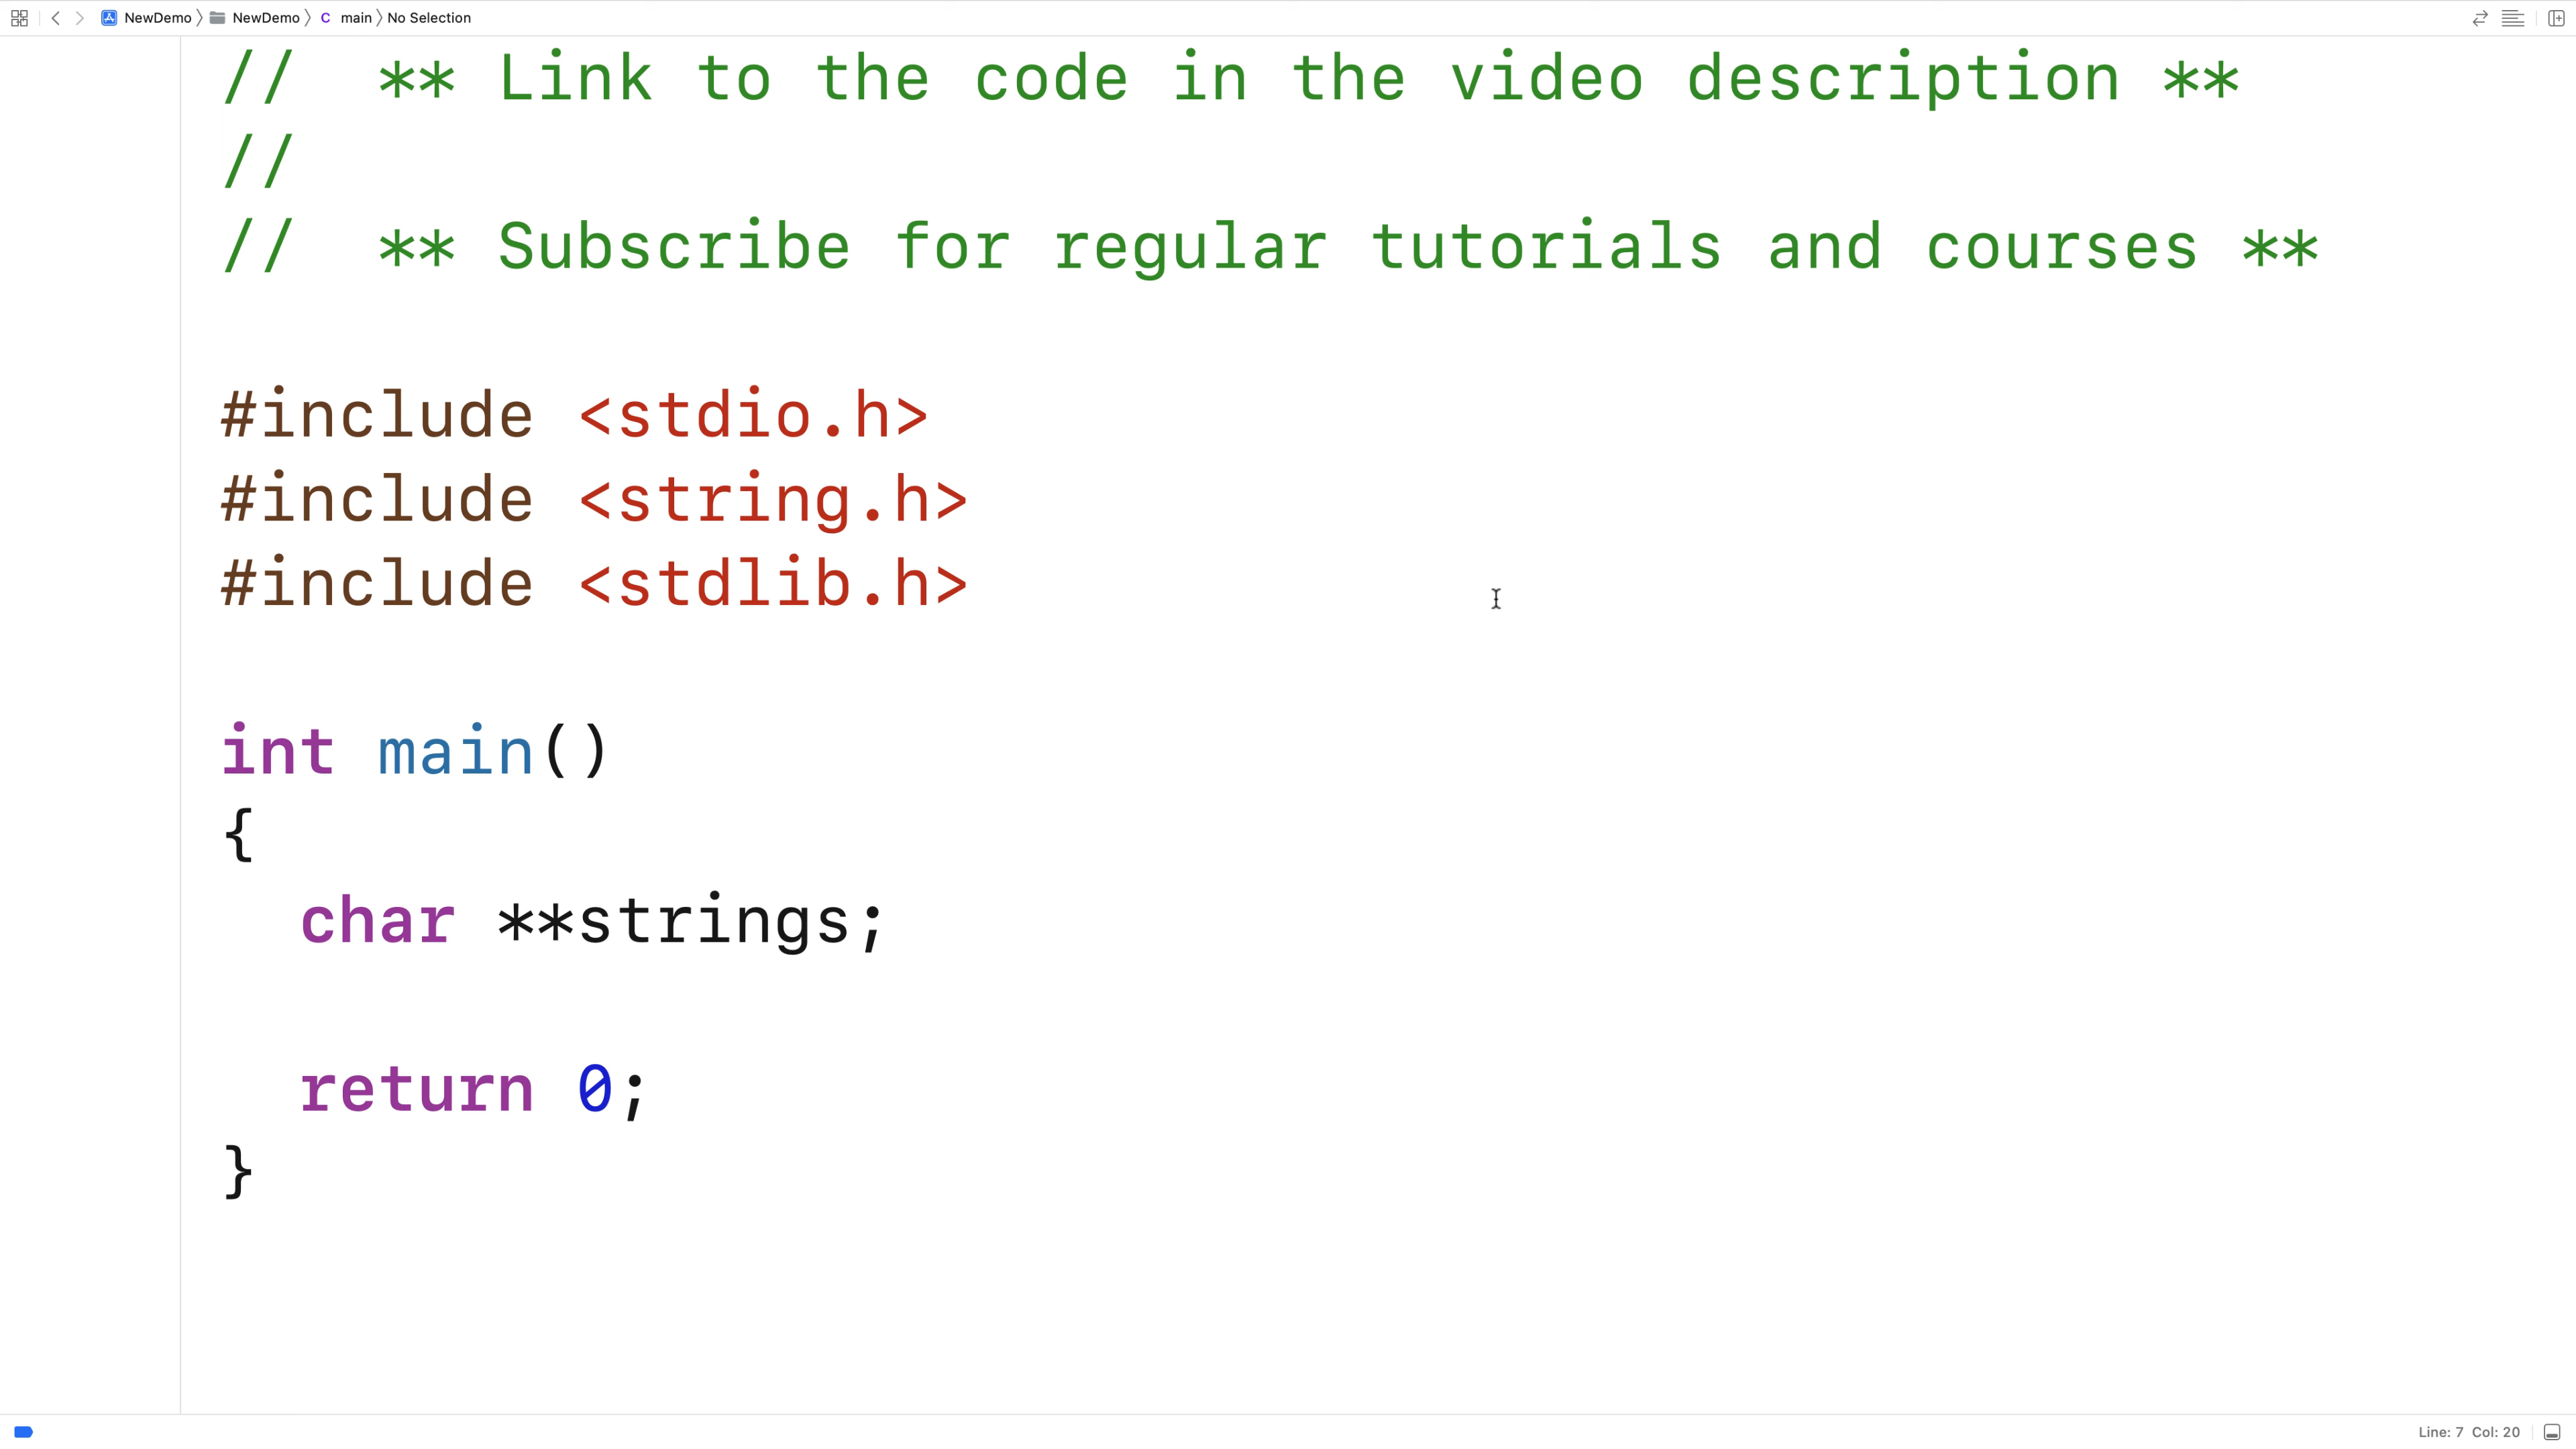 NewDemo NewDemo C main No Selection
// ** Link to the code in the video description **
//
// ** Subscribe for regular tutorials and courses **
#include <stdio.h>
#include <string.h>
#include <stdlib.h>
int main()
{
char **strings;
return 0;
}
Line: 7 Col: 20